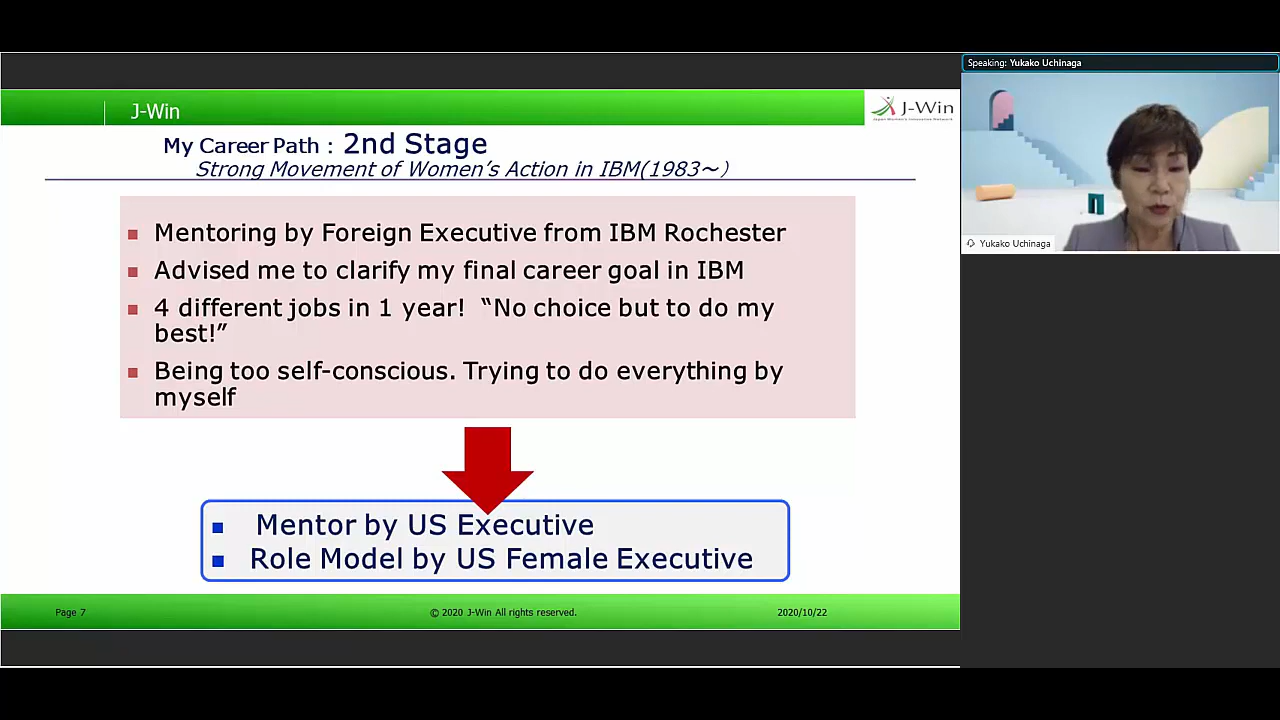 Speaking: Yukako Uchinaga
J-Win
J-Win
Japan Women's Innovative Network
My Career Path : 2nd Stage
Strong Movement of Women's Action in IBM(1983～)
Mentoring by Foreign Executive from IBM Rochester
Advised me to clarify my final career goal in IBM
4 different jobs in 1 year! “No choice but to do my
best!”
Being too self-conscious. Trying to do everything by
myself
Mentor by US Executive
Role Model by US Female Executive
Page 7
© 2020 J-Win All rights reserved.
2020/10/22
Yukako Uchinaga